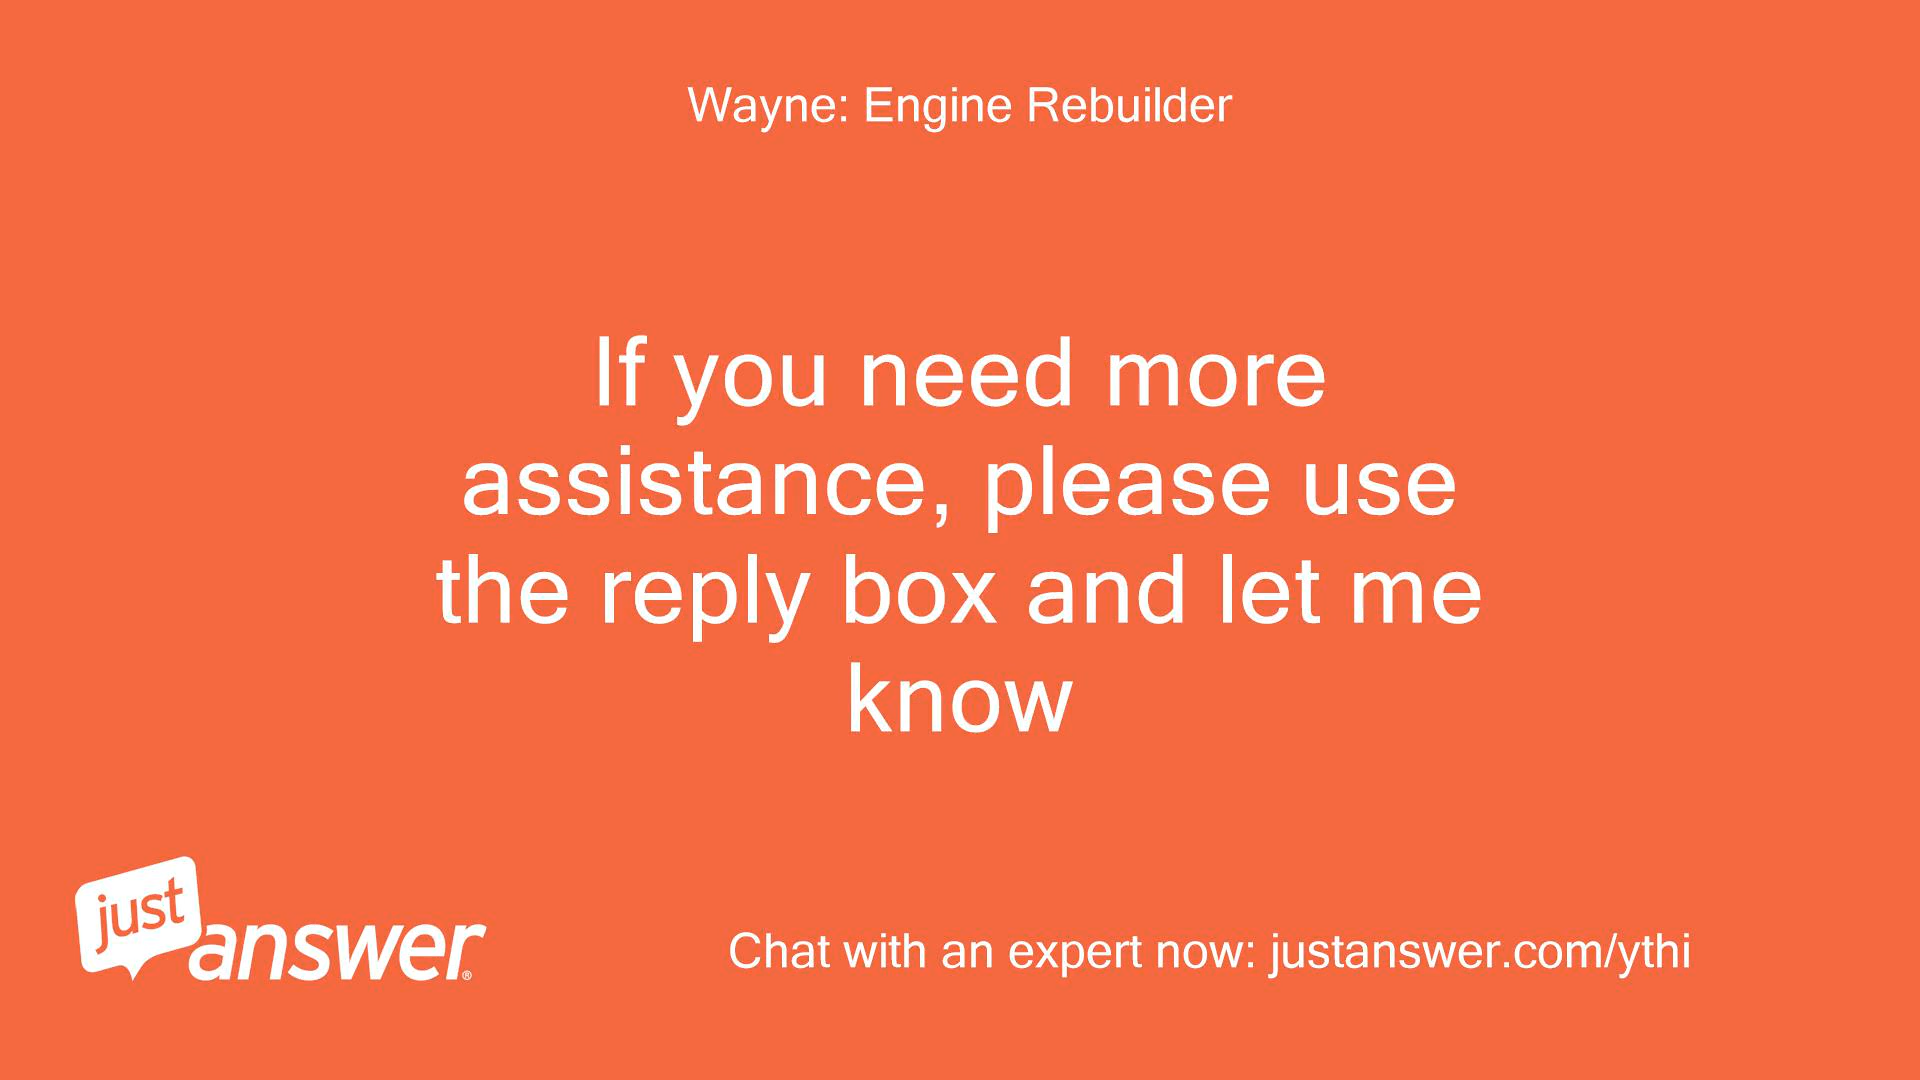 Wayne: Engine Rebuilder
If you need more
assistance, please use
the reply box and let me
know
just
answer®
Chat with an expert now: justanswer.com/ythi